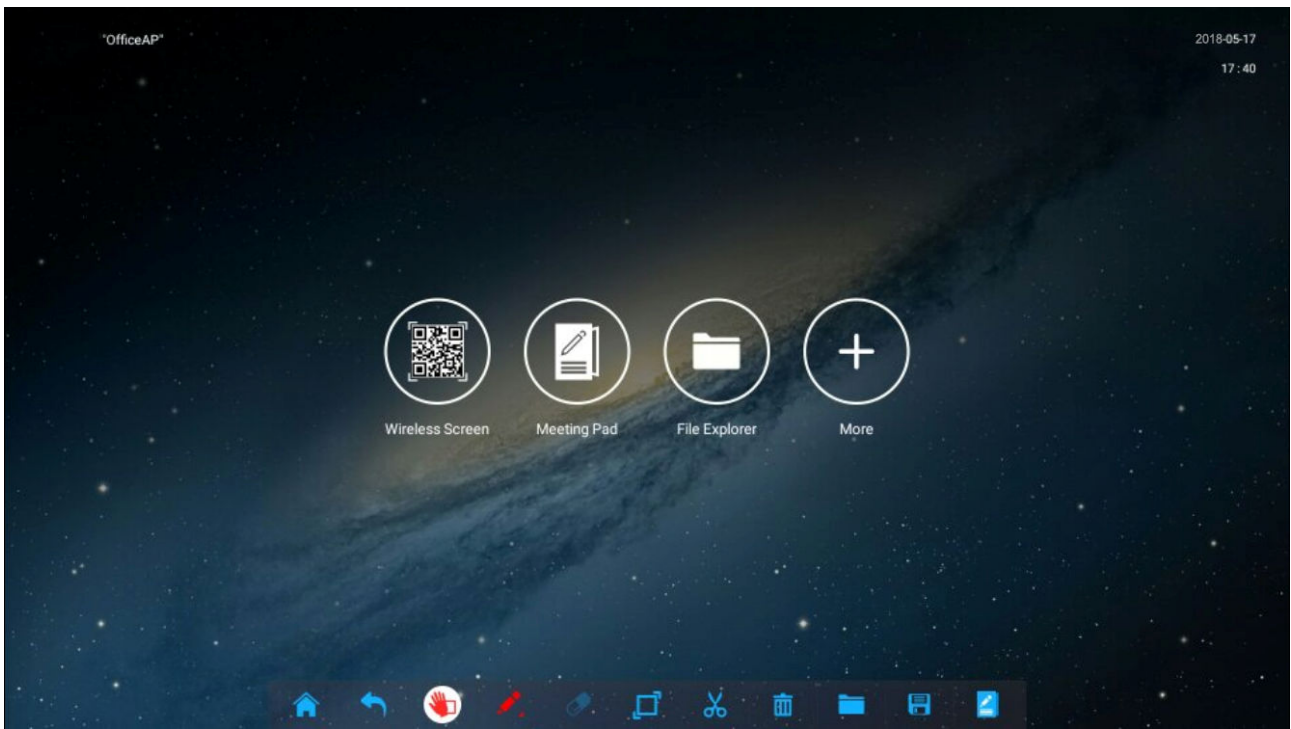 "OfficeAP"
2018-05-17
17:40
Wireless Screen
Meeting Pad
File Explorer
More